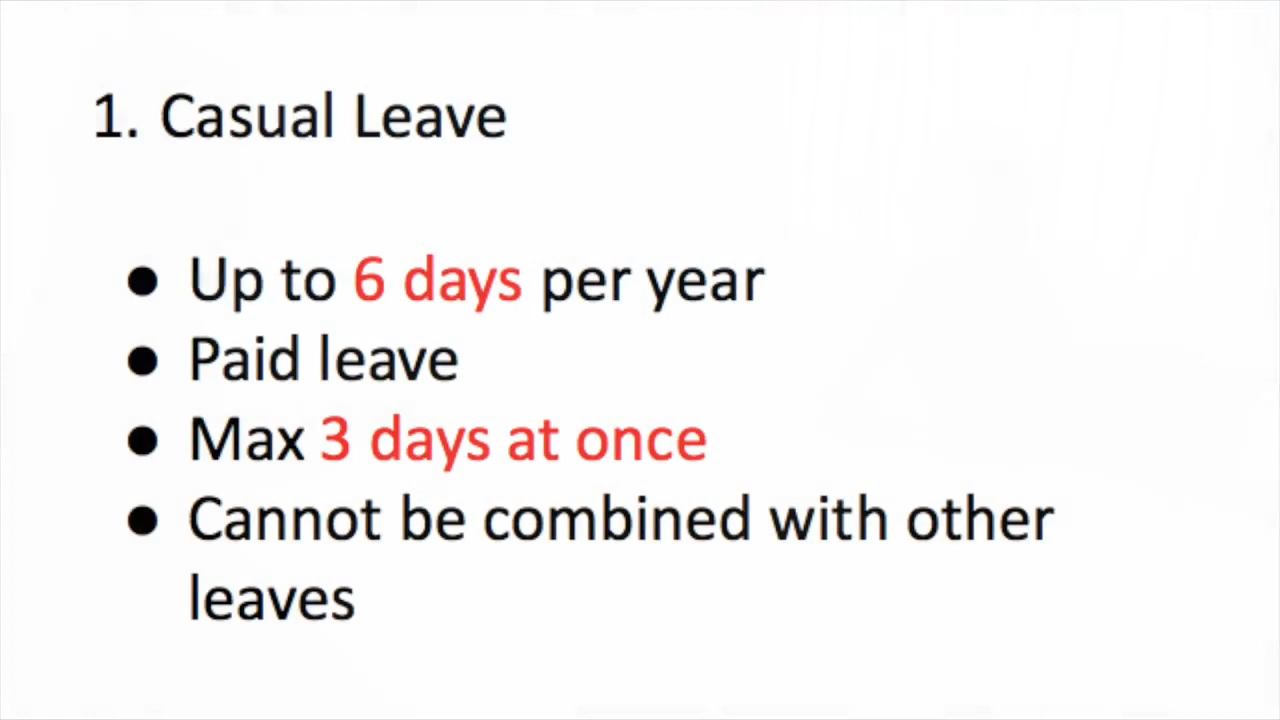 1. Casual Leave
● Up to 6 days per year
● Paid leave
● Max 3 days at once
● Cannot be combined with other
leaves